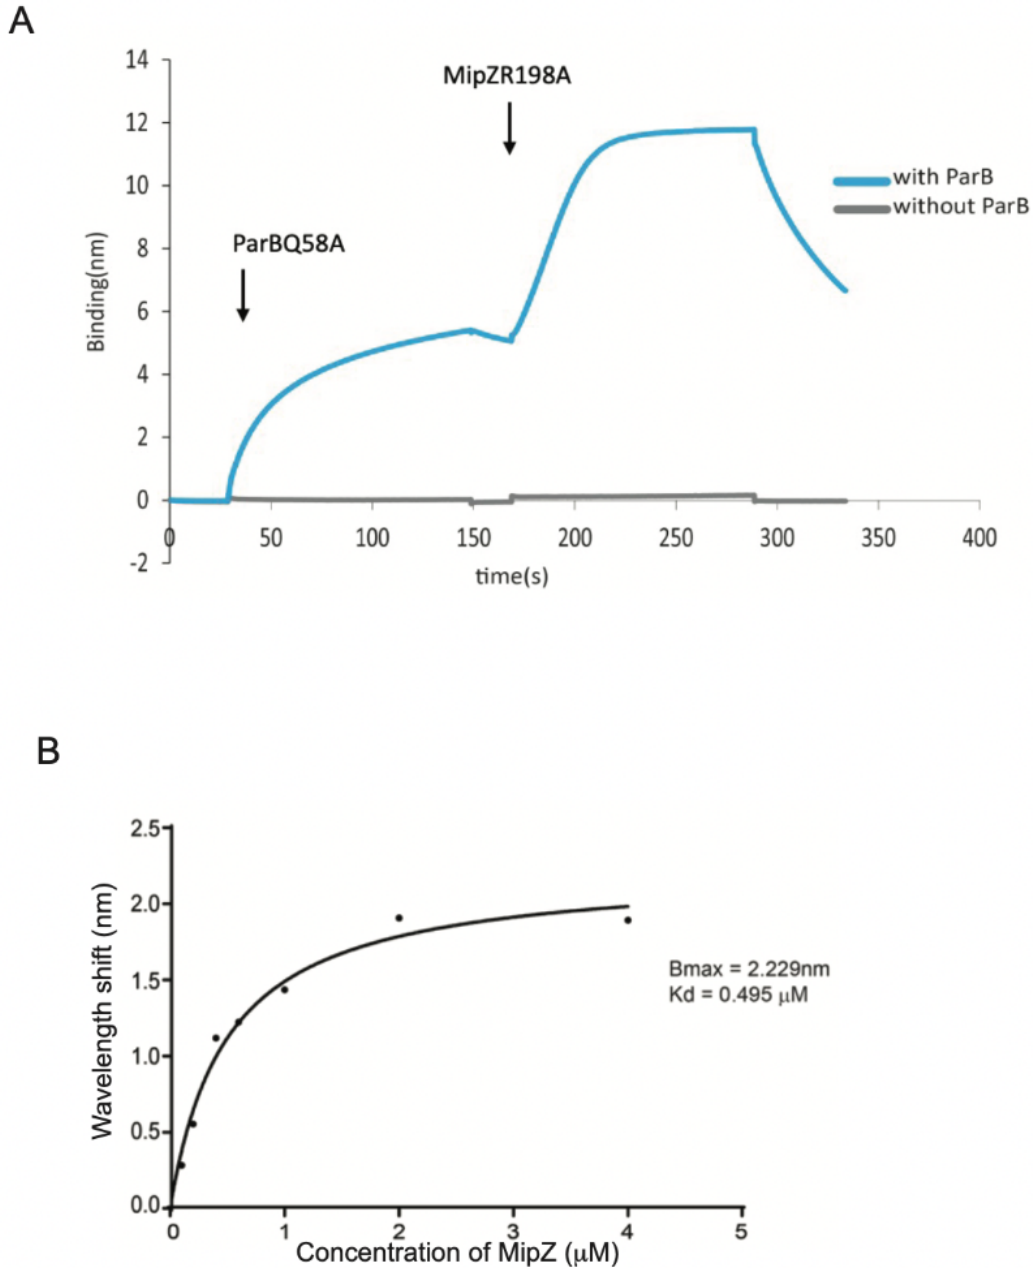 A
14
12
10
8
6
4
2
0
-2
Binding(nm)
ParBQ58A
MipZR198A
with ParB
without ParB
0 50 100 150 200 250 300 350 400
time(s)
B
2.5
2.0
1.5
1.0
0.5
0.0
Wavelength shift (nm)
Bmax = 2.229nm
Kd = 0.495 μM
0 1 2 3 4 5
Concentration of MipZ (μM)